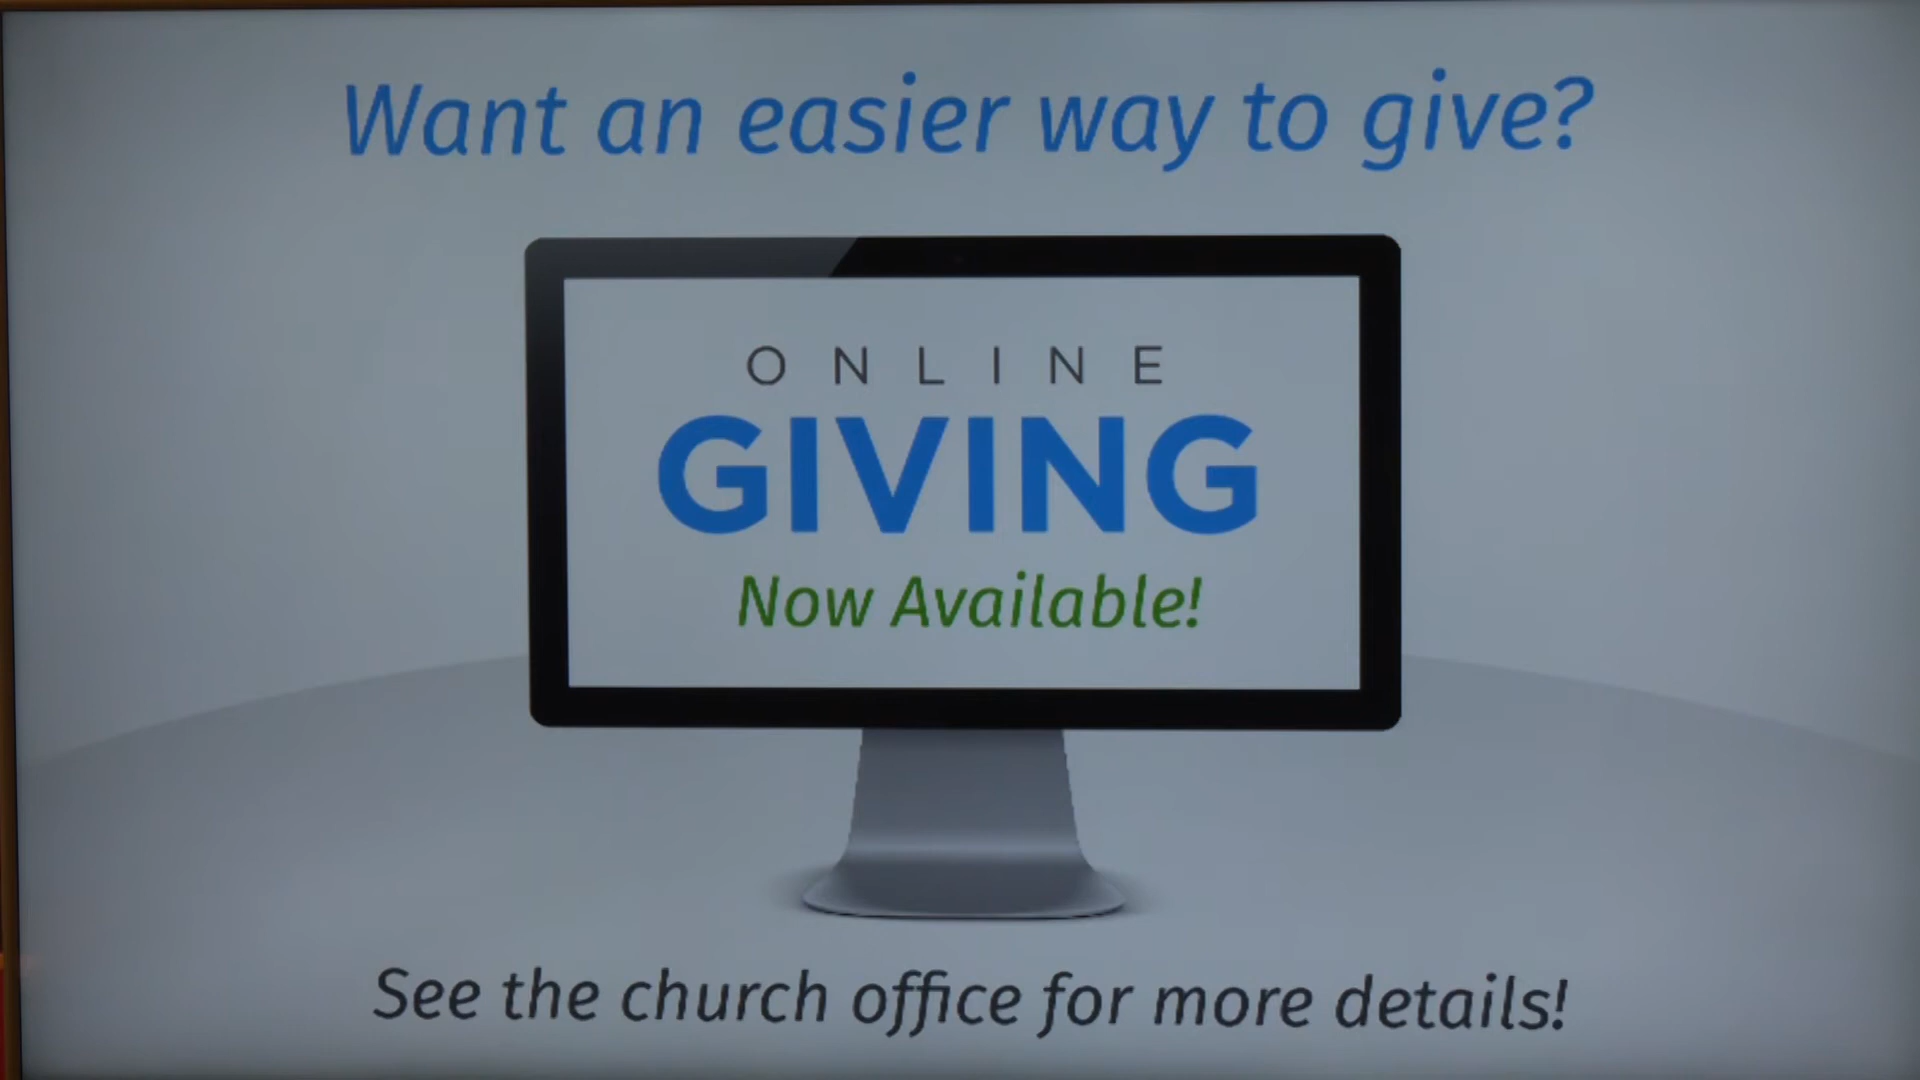 Want an easier way to give?
ONLINE
GIVING
Now Available!
See the church office for more details!